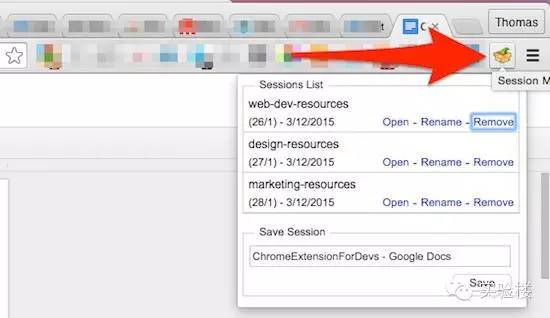 Thomas
Session M
Sessions List
web-dev-resources
(26/1) - 3/12/2015 Open - Rename - Remove
design-resources
(27/1) - 3/12/2015 Open - Rename - Remove
marketing-resources
(28/1) - 3/12/2015 Open - Rename - Remove
Save Session
ChromeExtensionForDevs - Google Docs
Save
实验楼